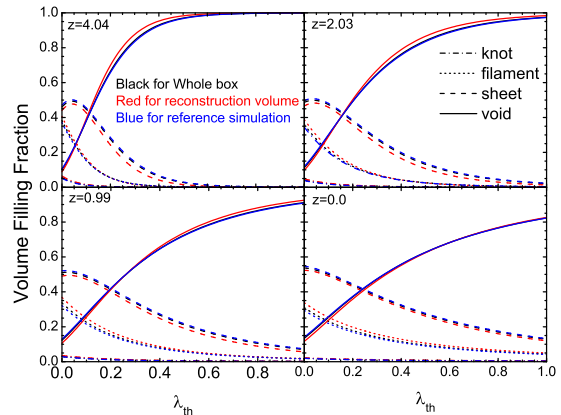 z=4.04
z=2.03
Black for Whole box
Red for reconstruction volume
Blue for reference simulation
knot
filament
sheet
void
1.0
0.8
0.6
0.4
0.2
0.0
z=0.99
z=0.0
1.0
0.8
0.6
0.4
0.2
0.0
0.0 0.2 0.4 0.6 0.8 0.0 0.2 0.4 0.6 0.8 1.0
Volume Filling Fraction
λth λth